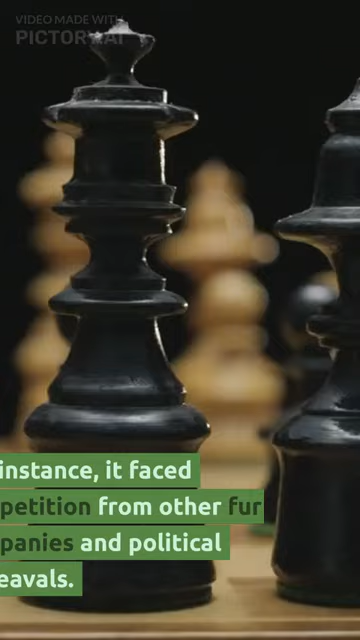 VIDEO MADE WITH
PICTORY.AI
instance, it faced
petition from other fur
panies and political
eavals.